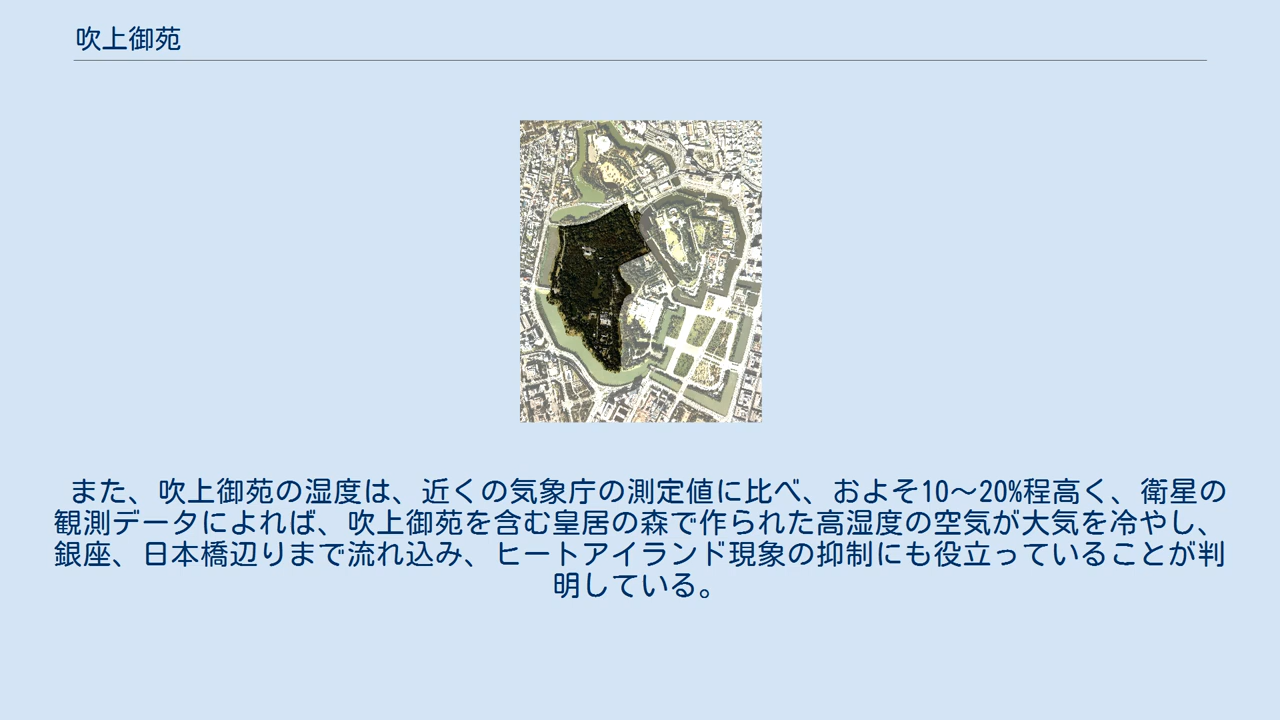 吹上御苑
また、吹上御苑の湿度は、近くの気象庁の測定値に比べ、およそ10～20%程高く、衛星の
観測データによれば、吹上御苑を含む皇居の森で作られた高湿度の空気が大気を冷やし、
銀座、日本橋辺りまで流れ込み、ヒートアイランド現象の抑制にも役立っていることが判
明している。